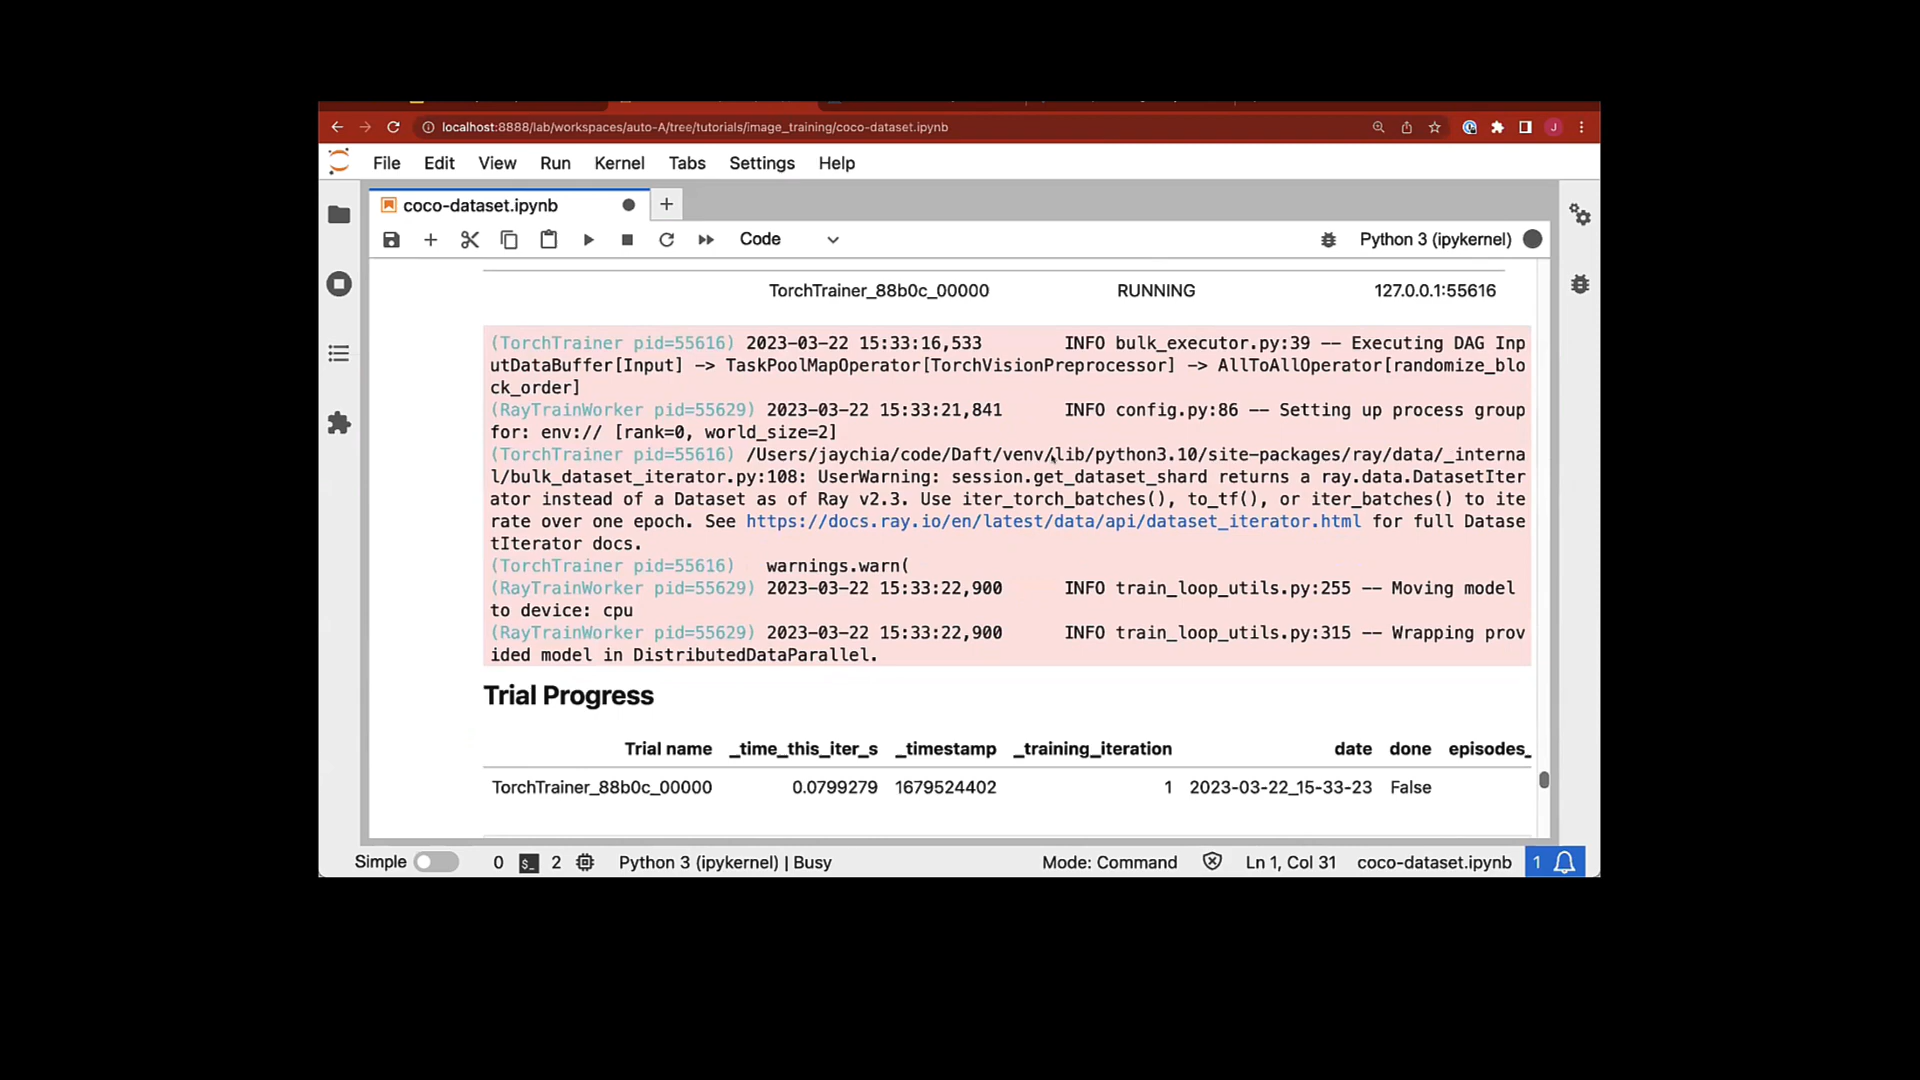 localhost:8888/lab/workspaces/auto-A/tree/tutorials/image_training/coco-dataset.ipynb
J
File Edit View Run Kernel Tabs Settings Help
coco-dataset.ipynb
Code
Python 3 (ipykernel)
TorchTrainer_88b0c_00000 RUNNING 127.0.0.1:55616
(TorchTrainer pid=55616) 2023-03-22 15:33:16,533 INFO bulk_executor.py:39 -- Executing DAG Inp
utDataBuffer[Input] -> TaskPoolMapOperator[TorchVisionPreprocessor] -> AllToAllOperator[randomize_blo
ck_order]
(RayTrainWorker pid=55629) 2023-03-22 15:33:21,841 INFO config.py:86 -- Setting up process group
for: env:// [rank=0, world_size=2]
(TorchTrainer pid=55616) /Users/jaychia/code/Daft/venv/lib/python3.10/site-packages/ray/data/_interna
l/bulk_dataset_iterator.py:108: UserWarning: session.get_dataset_shard returns a ray.data.DatasetIter
ator instead of a Dataset as of Ray v2.3. Use iter_torch_batches(), to_tf(), or iter_batches() to ite
rate over one epoch. See https://docs.ray.io/en/latest/data/api/dataset_iterator.html for full Datase
tIterator docs.
(TorchTrainer pid=55616) warnings.warn(
(RayTrainWorker pid=55629) 2023-03-22 15:33:22,900 INFO train_loop_utils.py:255 -- Moving model
to device: cpu
(RayTrainWorker pid=55629) 2023-03-22 15:33:22,900 INFO train_loop_utils.py:315 -- Wrapping prov
ided model in DistributedDataParallel.
Trial Progress
Trial name _time_this_iter_s _timestamp _training_iteration date done episodes_
TorchTrainer_88b0c_00000 0.0799279 1679524402 1 2023-03-22_15-33-23 False
Simple 0 $_ 2 Python 3 (ipykernel) | Busy Mode: Command Ln 1, Col 31 coco-dataset.ipynb 1